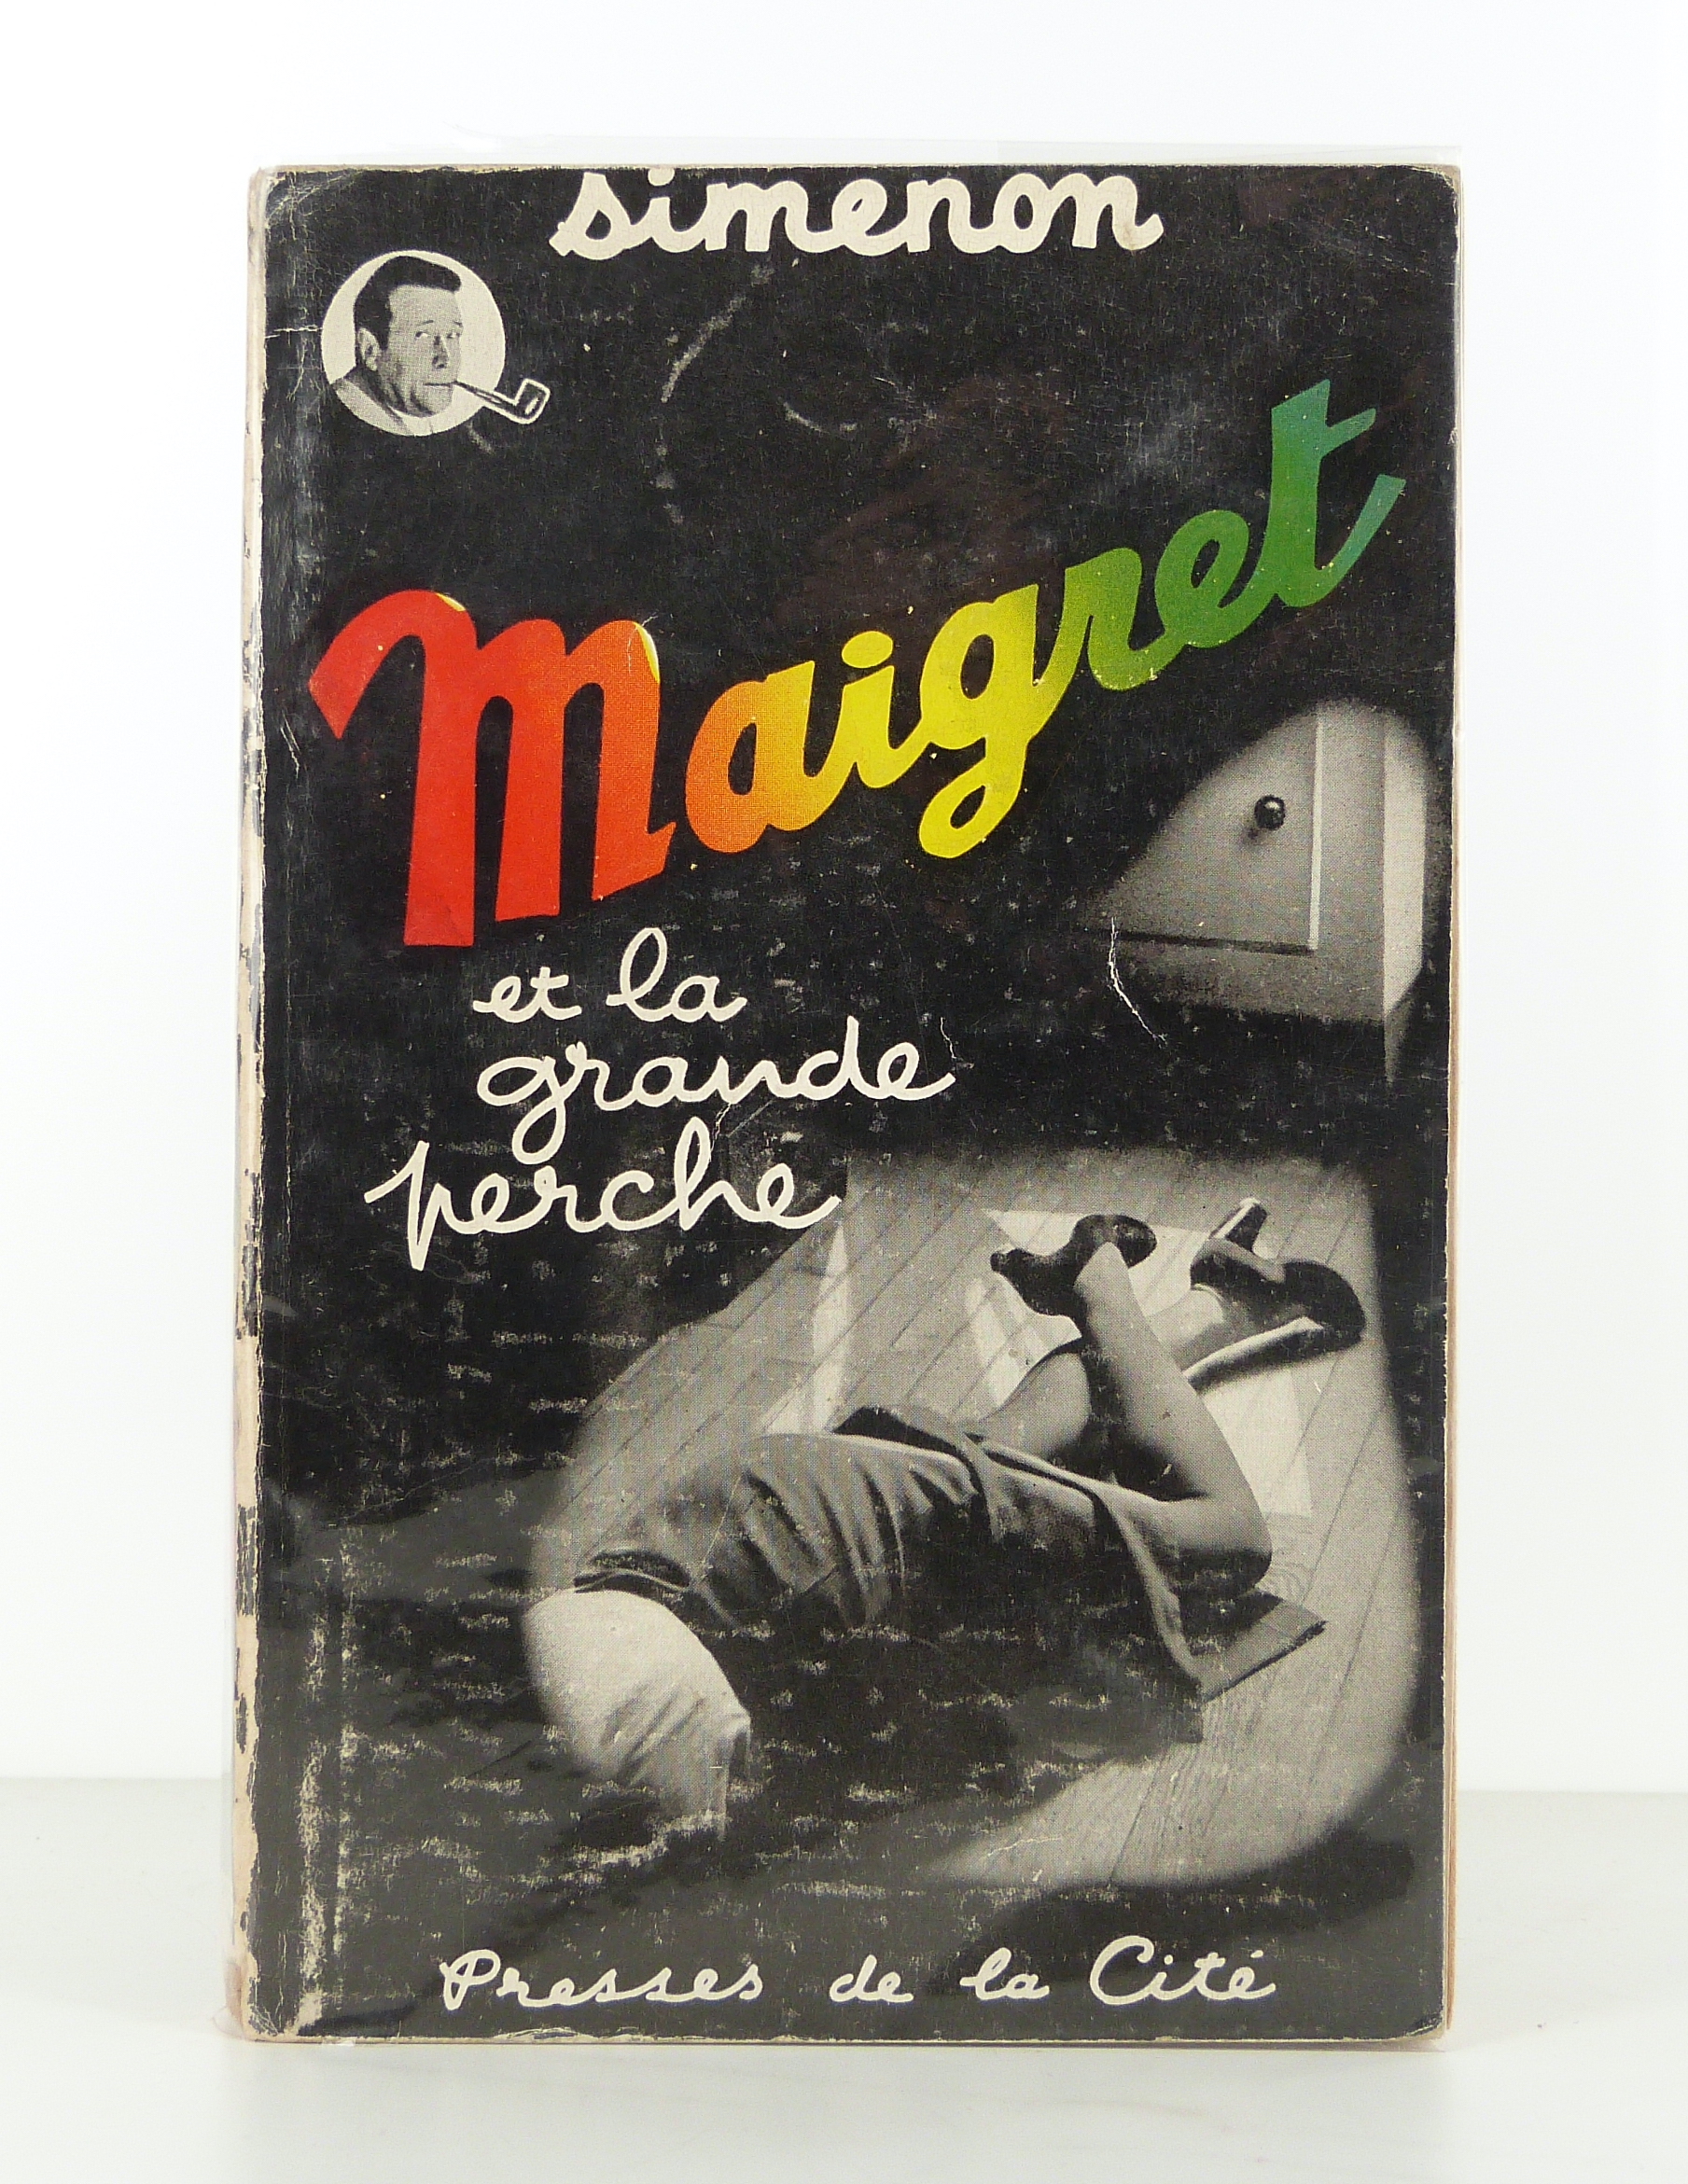 simenon
Maigret
et la
grande
perche
Presses de la Cité